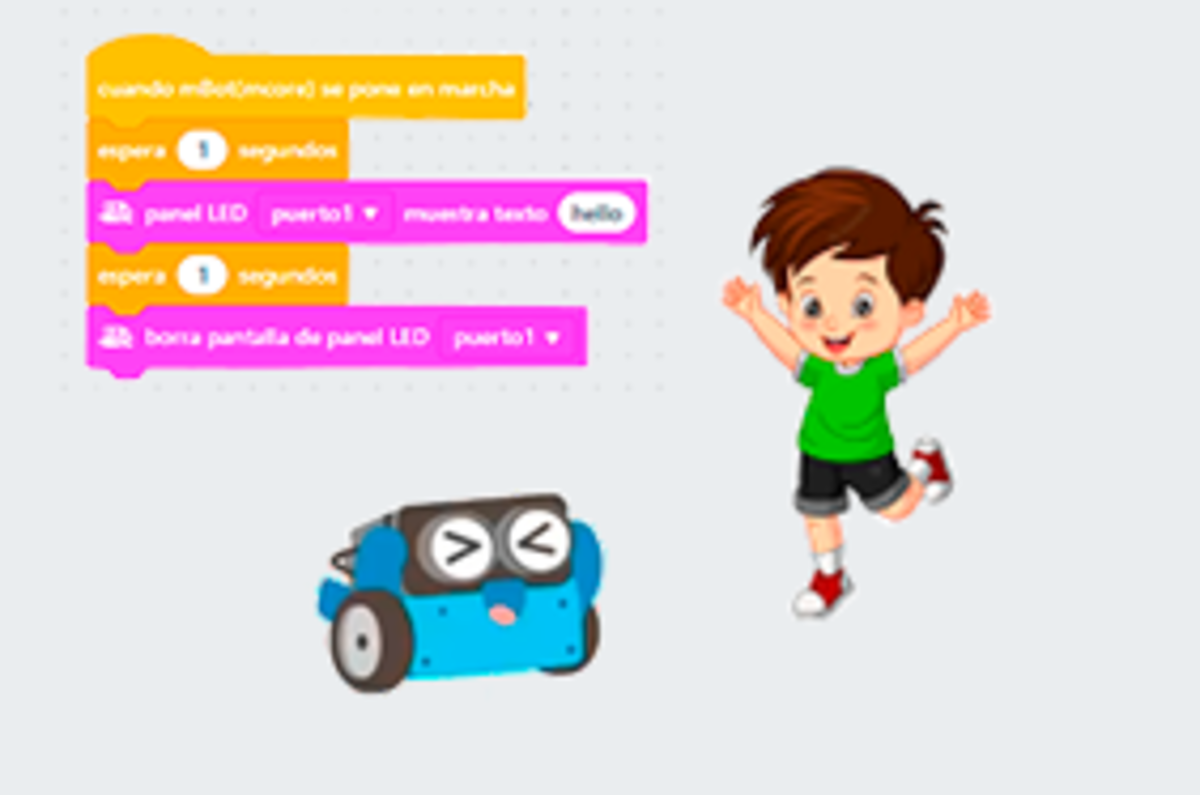 cuando mBot(mcore) se pone en marcha
espera 1 segundos
panel LED puerto1 ▼ muestra texto hello
espera 1 segundos
borra pantalla de panel LED puerto1 ▼